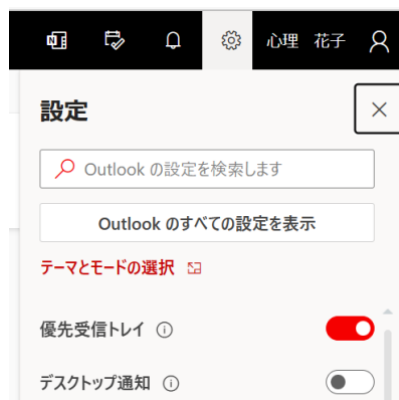 心理 花子
設定
Outlook の設定を検索します
Outlook のすべての設定を表示
テーマとモードの選択
優先受信トレイ
デスクトップ通知